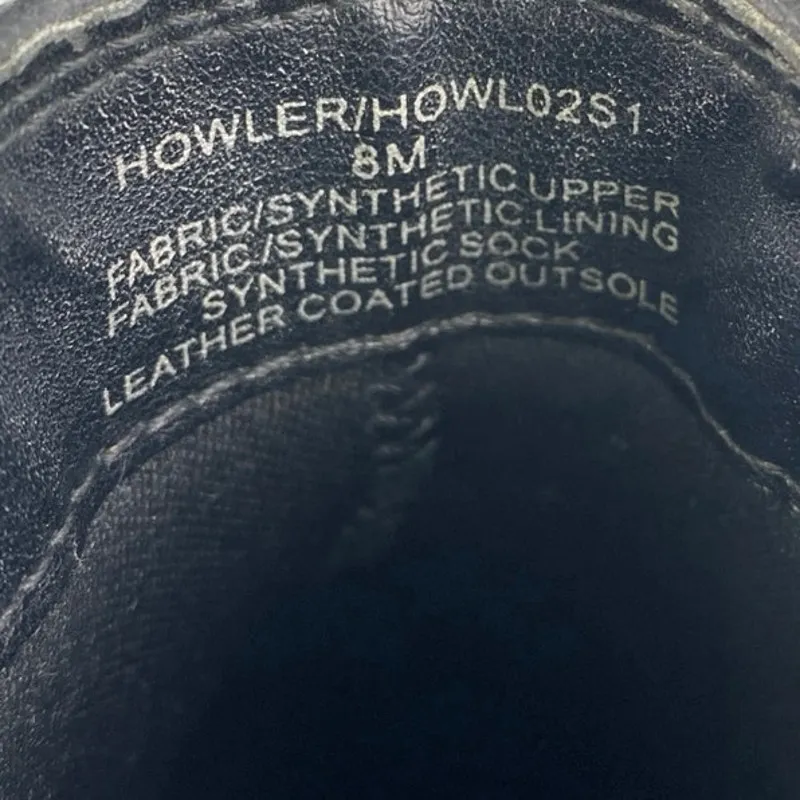 HOWLER/HOWL02S1
8M
FABRIC/SYNTHETIC UPPER
FABRIC/SYNTHETIC LINING
SYNTHETIC SOCK
LEATHER COATED OUTSOLE